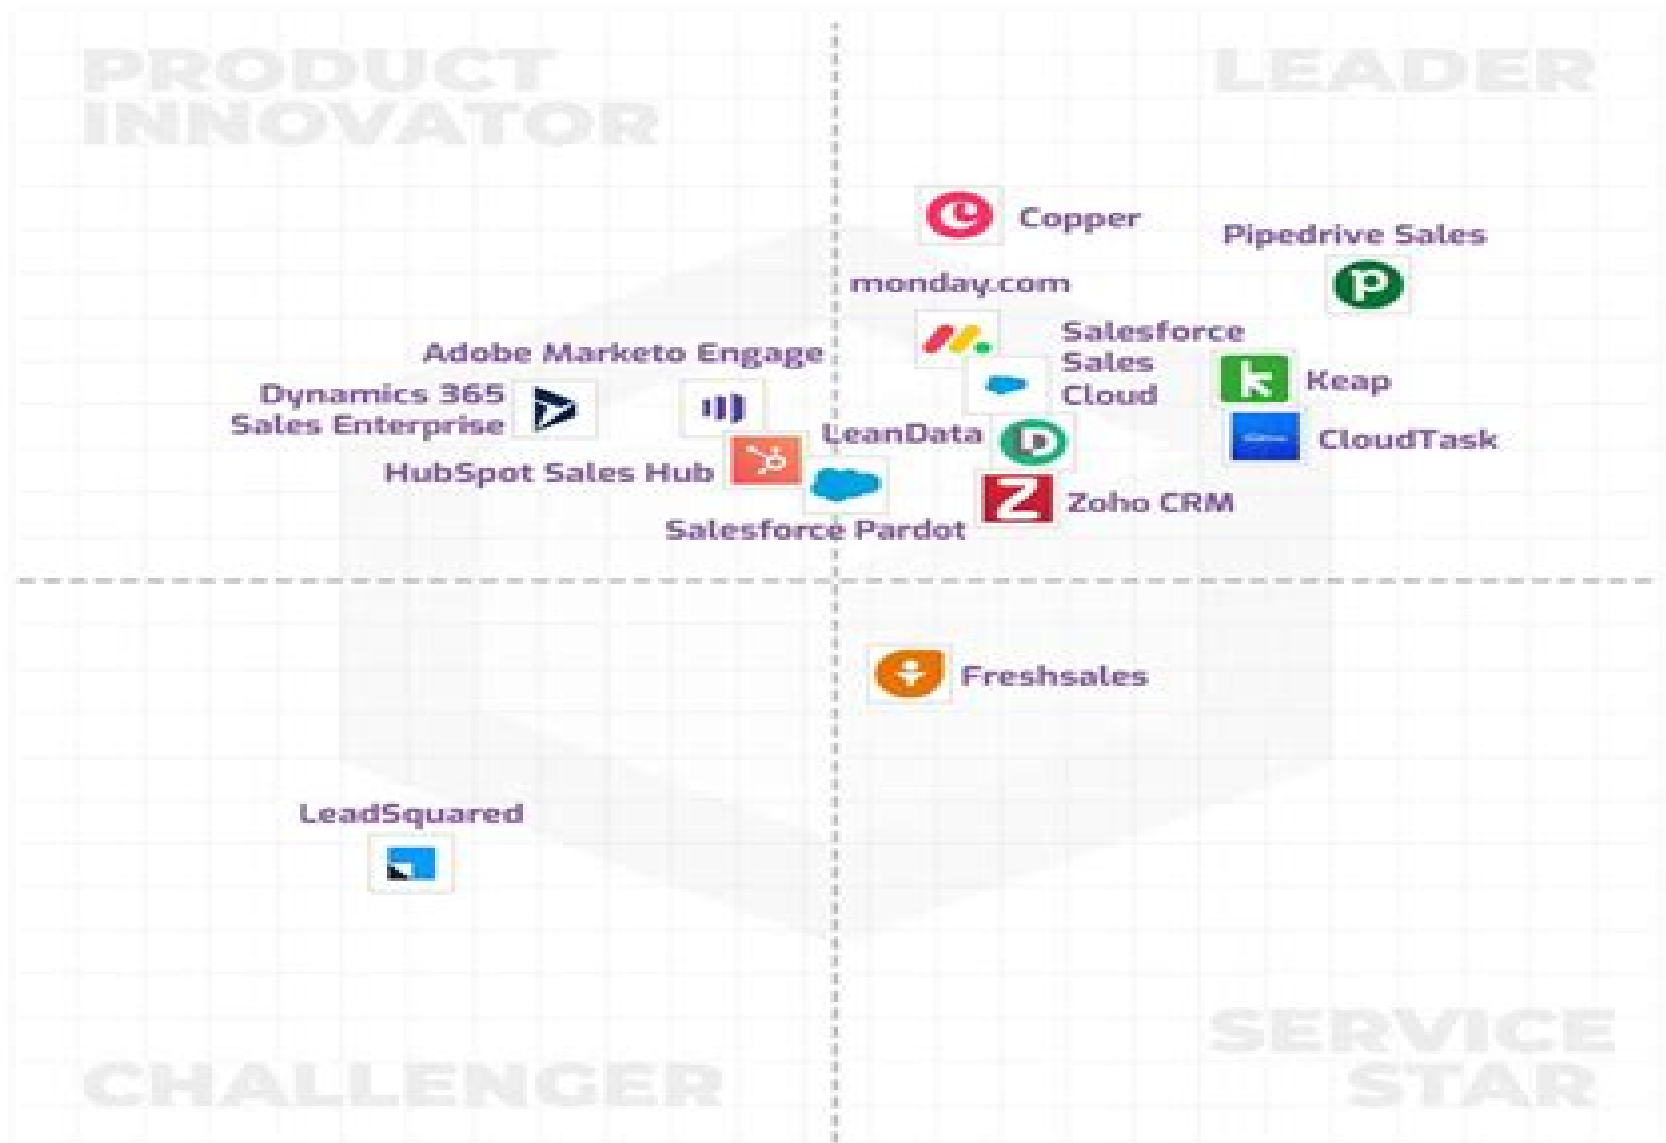 PRODUCT
INNOVATOR
LEADER
Copper
Pipedrive Sales
monday.com
Salesforce
Sales
Cloud
Adobe Marketo Engage
Keap
Dynamics 365
Sales Enterprise
LeanData
CloudTask
HubSpot Sales Hub
Zoho CRM
Salesforce Pardot
Freshsales
LeadSquared
SERVICE
STAR
CHALLENGER